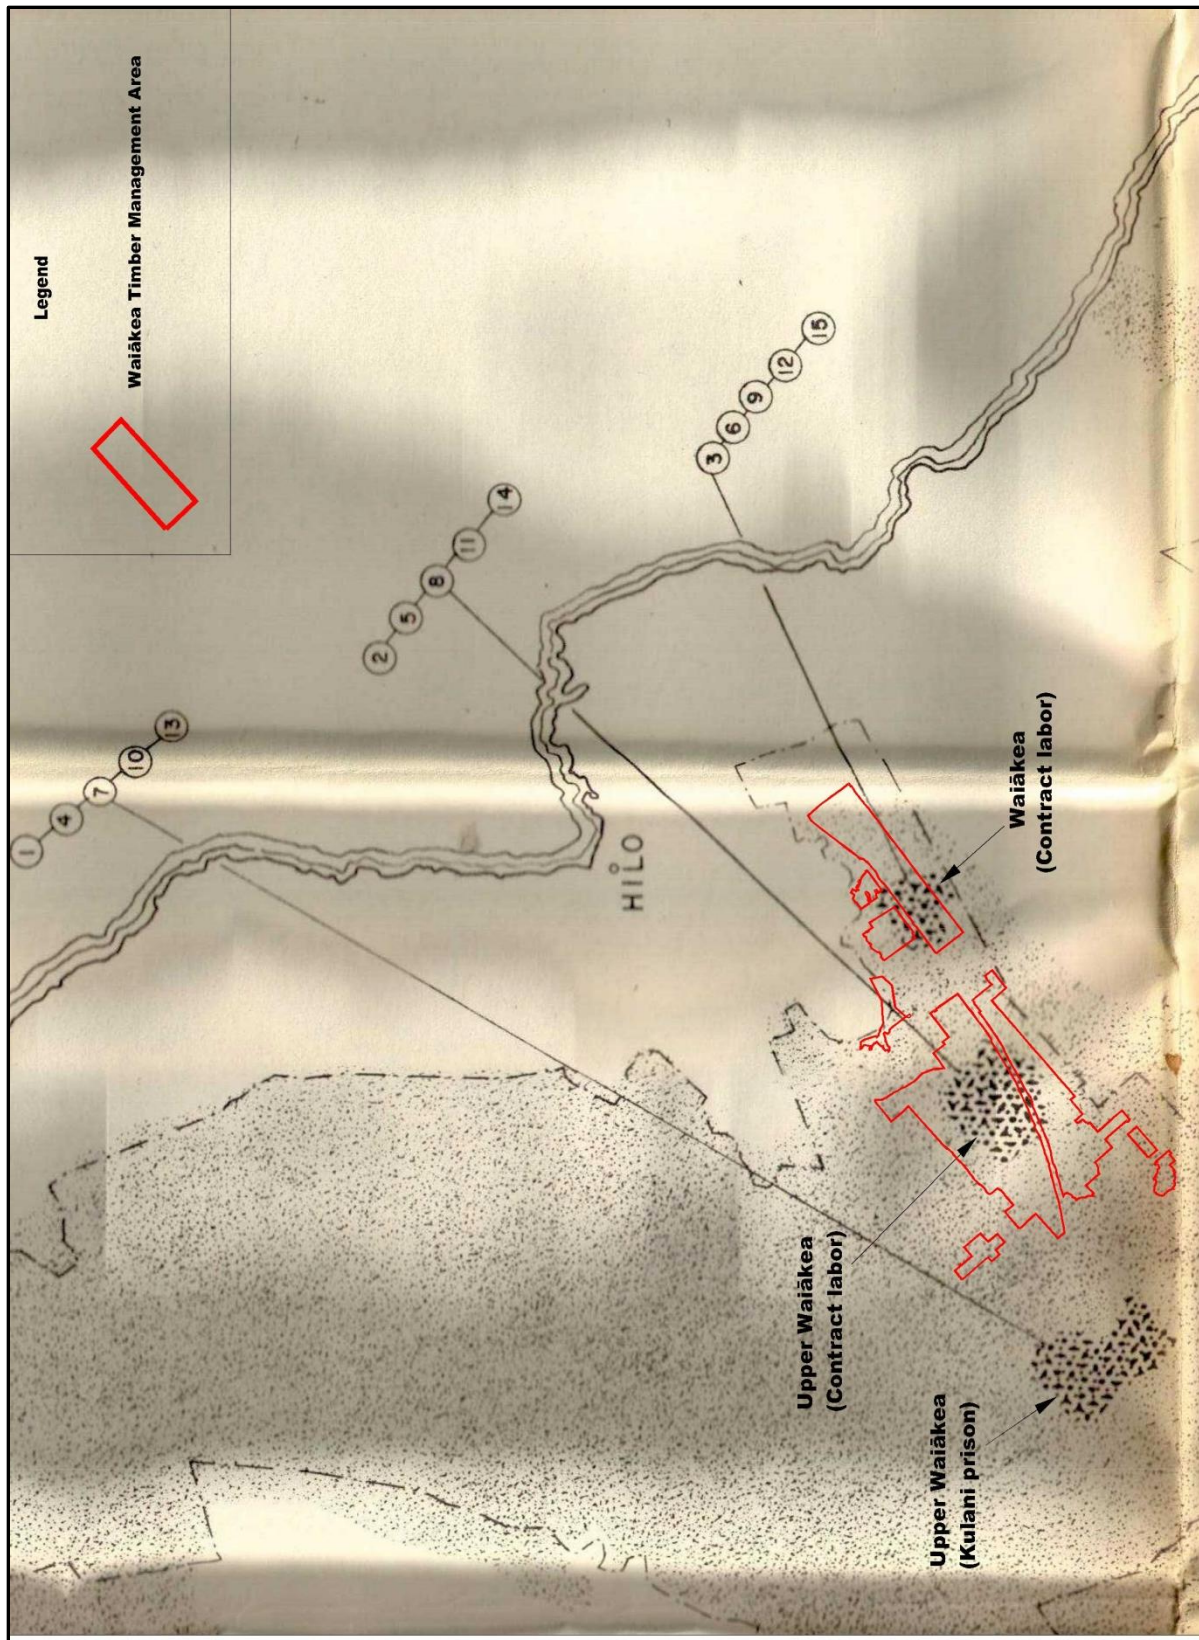 Legend
Waiākea Timber Management Area
1
4
7
10
13
2
5
8
11
14
3
6
9
12
15
HILO
Waiākea
(Contract labor)
Upper Waiākea
(Contract labor)
Upper Waiākea
(Kulani prison)